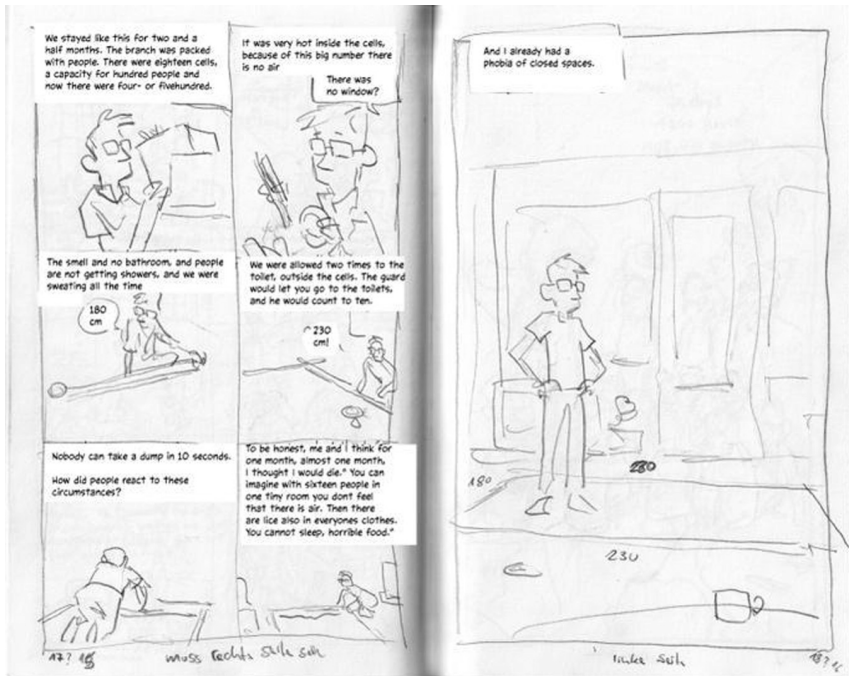 We stayed like this for two and a
half months. The branch was packed
with people. There were eighteen cells,
a capacity for hundred people and
now there were four- or fivehundred.
It was very hot inside the cells,
because of this big number there
is no air
There was
no window?
The smell and no bathroom, and people
are not getting showers, and we were
sweating all the time
180
cm
We were allowed two times to the
toilet, outside the cells. The guard
would let you go to the toilets,
and he would count to ten.
230
cm!
Nobody can take a dump in 10 seconds.
How did people react to these
circumstances?
To be honest, me and I think for
one month, almost one month,
I thought I would die." You can
imagine with sixteen people in
one tiny room you dont feel
that there is air. Then there
are lice also in everyones clothes.
You cannot sleep, horrible food."
17?
muss rechts Seite sein
And I already had a
phobia of closed spaces.
180
280
230
linke Seite